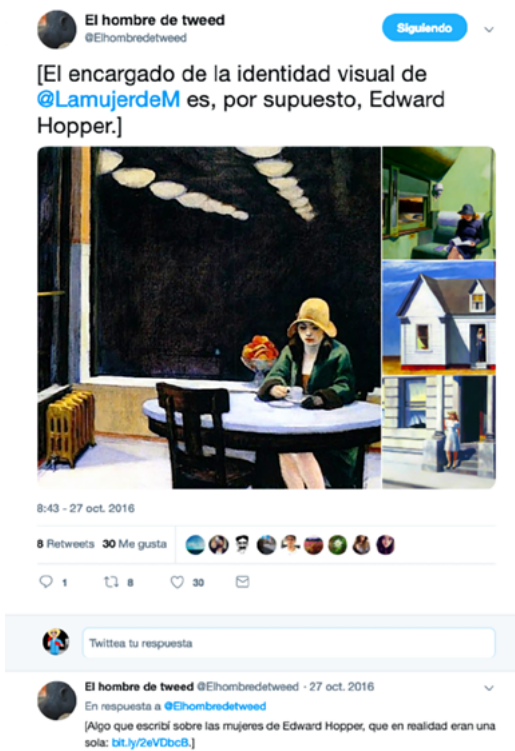 El hombre de tweed
@Elhombredetweed
Siguiendo
[El encargado de la identidad visual de
@LamujerdeM es, por supuesto, Edward
Hopper.]
8:43 - 27 oct. 2016
8 Retweets 30 Me gusta
1 8 30
Twittea tu respuesta
El hombre de tweed @Elhombredetweed · 27 oct. 2016
En respuesta a @Elhombredetweed
[Algo que escribí sobre las mujeres de Edward Hopper, que en realidad eran una
sola: bit.ly/2eVDbcB.]